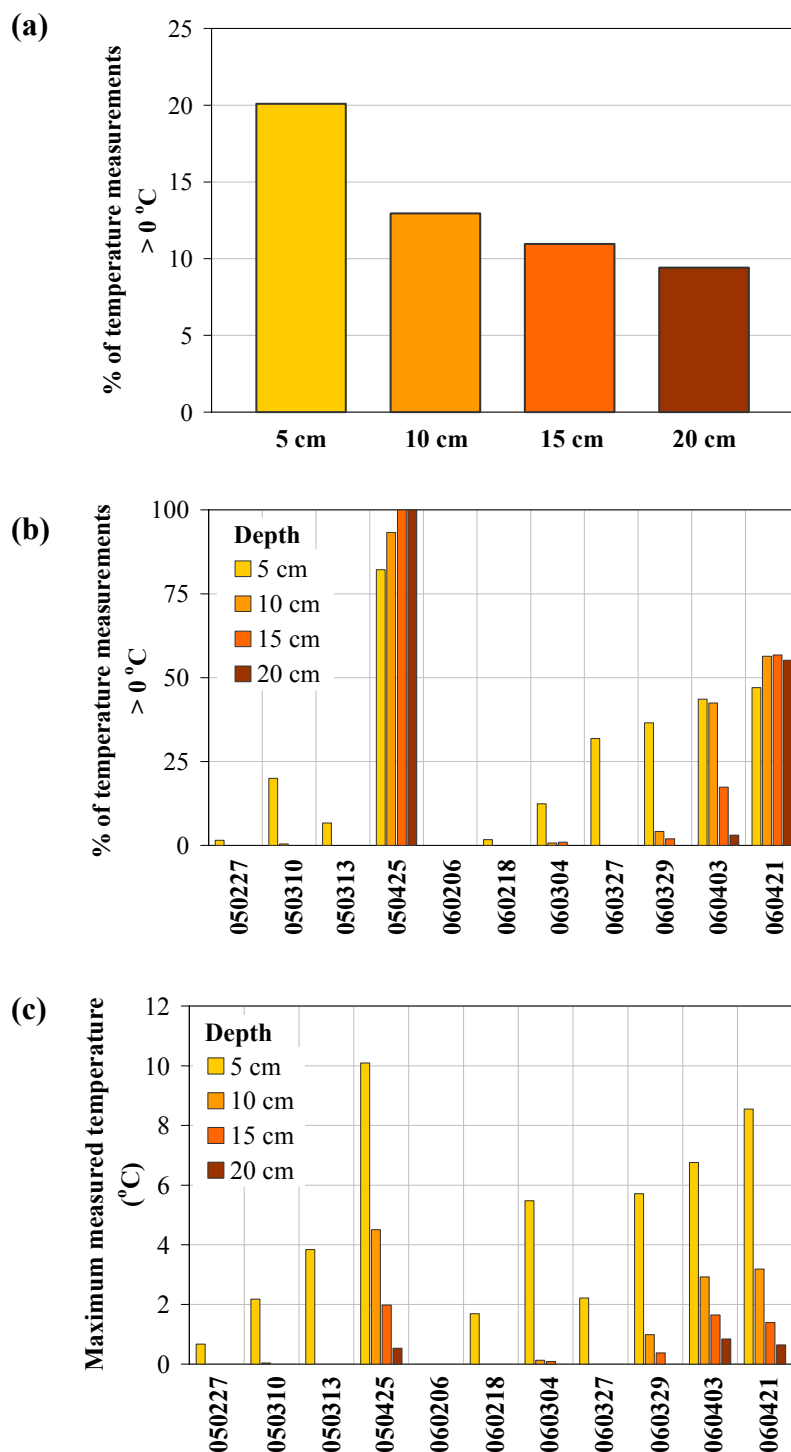 (a)
% of temperature measurements
> 0 °C
25
20
15
10
5
0
5 cm
10 cm
15 cm
20 cm
(b)
% of temperature measurements
> 0 °C
100
75
50
25
0
Depth
5 cm
10 cm
15 cm
20 cm
050227
050310
050313
050425
060206
060218
060304
060327
060329
060403
060421
(c)
Maximum measured temperature
(°C)
12
10
8
6
4
2
0
Depth
5 cm
10 cm
15 cm
20 cm
050227
050310
050313
050425
060206
060218
060304
060327
060329
060403
060421